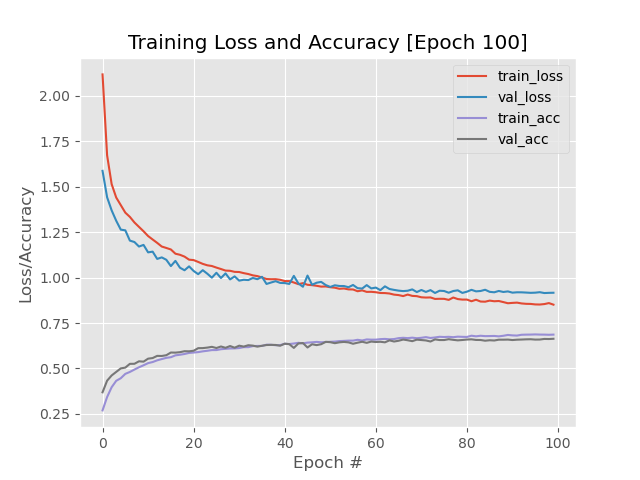 Training Loss and Accuracy [Epoch 100]
train_loss
val_loss
train_acc
val_acc
2.00
1.75
1.50
1.25
1.00
0.75
0.50
0.25
Loss/Accuracy
0 20 40 60 80 100
Epoch #